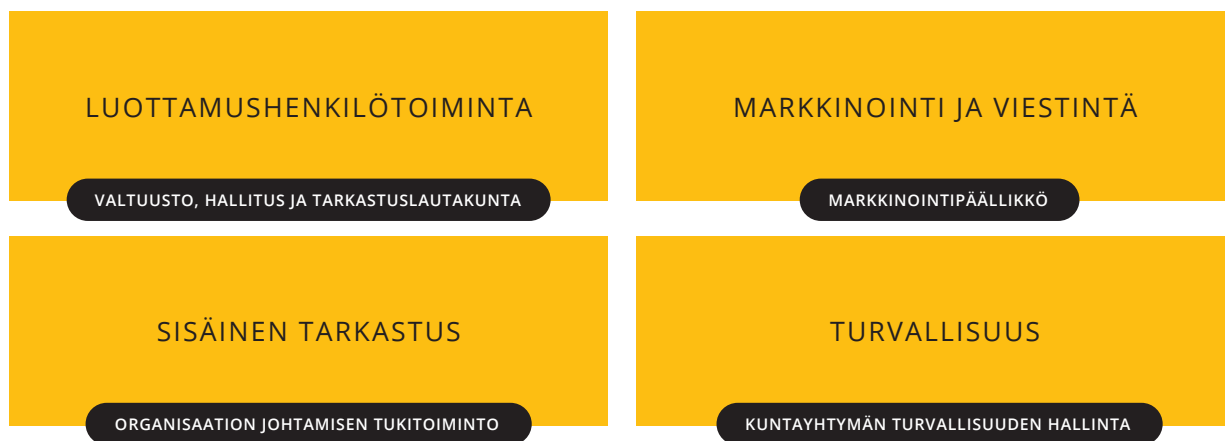 LUOTTAMUSHENKILÖTOIMINTA
VALTUUSTO, HALLITUS JA TARKASTUSLAUTAKUNTA
MARKKINOINTI JA VIESTINTÄ
MARKKINOINTIPÄÄLLIKKÖ
SISÄINEN TARKASTUS
ORGANISAATION JOHTAMISEN TUKITOIMINTO
TURVALLISUUS
KUNTAYHTYMÄN TURVALLISUUDEN HALLINTA